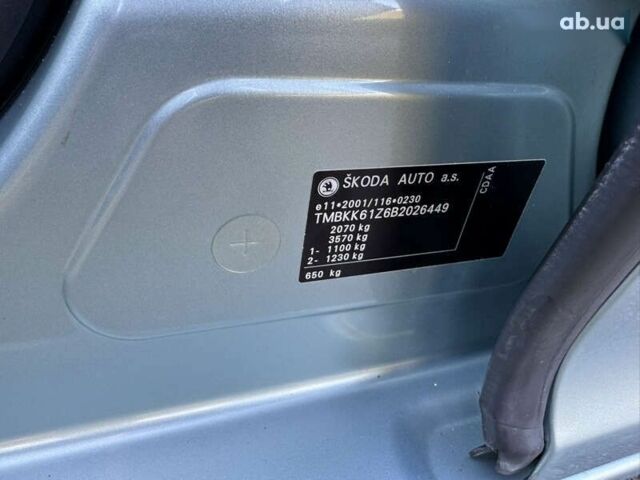 ab.ua
ŠKODA AUTO a.s.
CDAA
e11*2001/116*0230
TMBKK61Z6B2026449
2070 kg
3570 kg
1- 1100 kg
2- 1230 kg
650 kg